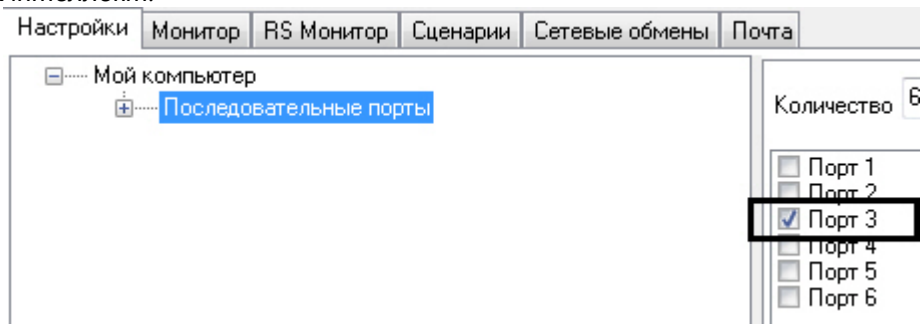 Настройки Монитор RS Монитор Сценарии Сетевые обмены Почта
Мой компьютер
Последовательные порты
Количество 6
Порт 1
Порт 2
Порт 3
Порт 4
Порт 5
Порт 6